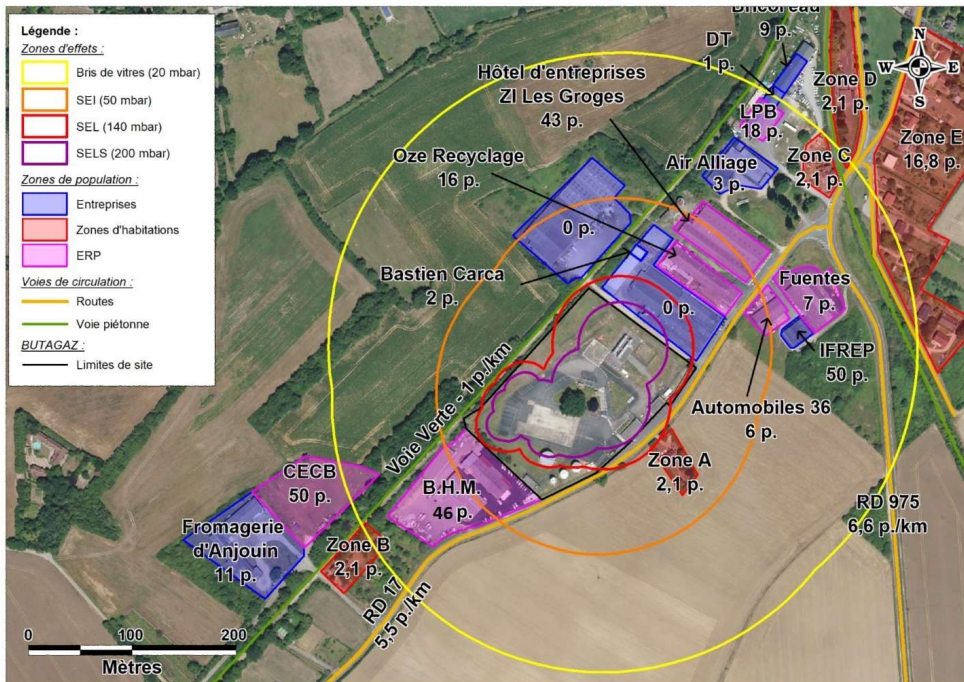 Légende :
Zones d'effets :
Bris de vitres (20 mbar)
SEI (50 mbar)
SEL (140 mbar)
SELS (200 mbar)
Zones de population :
Entreprises
Zones d'habitations
ERP
Voies de circulation :
Routes
Voie piétonne
BUTAGAZ :
Limites de site
Bricoreau
9 p.
DT
1 p.
N
W
E
S
Hôtel d'entreprises
ZI Les Groges
43 p.
Zone D
2,1 p.
LPB
18 p.
Zone E
16,8 p.
Oze Recyclage
16 p.
Air Alliage
3 p.
Zone C
2,1 p.
0 p.
Bastien Carca
2 p.
Fuentes
7 p.
0 p.
IFREP
50 p.
Voie Verte - 1 p./km
Automobiles 36
6 p.
CECB
50 p.
B.H.M.
46 p.
Zone A
2,1 p.
Fromagerie
d'Anjouin
11 p.
Zone B
2,1 p.
RD 975
6,6 p./km
RD 17
5,5 p./km
0 100 200
Mètres